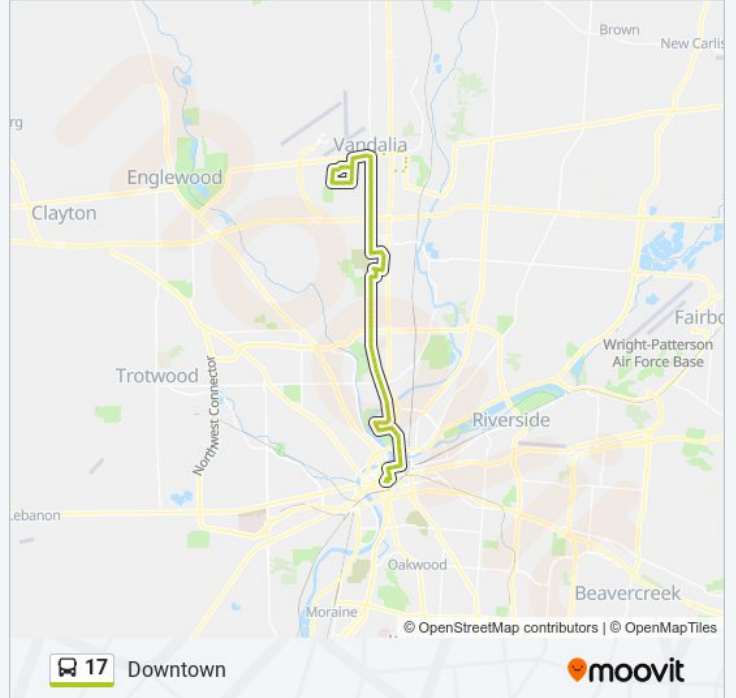 Brown
New Carlis
Vandalia
rg
Englewood
Clayton
Fairbo
Wright-Patterson
Air Force Base
Trotwood
Northwest Connector
Riverside
Lebanon
Oakwood
Beavercreek
Moraine
© OpenStreetMap contributors | © OpenMapTiles
17 Downtown
moovit